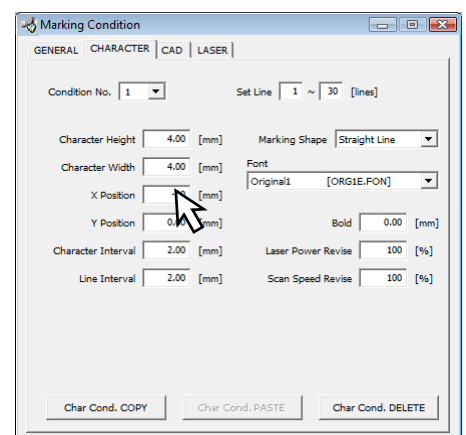 Marking Condition
GENERAL CHARACTER CAD LASER
Condition No. 1 Set Line 1 ~ 30 [lines]
Character Height 4.00 [mm] Marking Shape Straight Line
Character Width 4.00 [mm] Font
Original1 [ORG1E.FON]
X Position [mm]
Y Position [mm] Bold 0.00 [mm]
Character Interval 2.00 [mm] Laser Power Revise 100 [%]
Line Interval 2.00 [mm] Scan Speed Revise 100 [%]
Char Cond. COPY Char Cond. PASTE Char Cond. DELETE